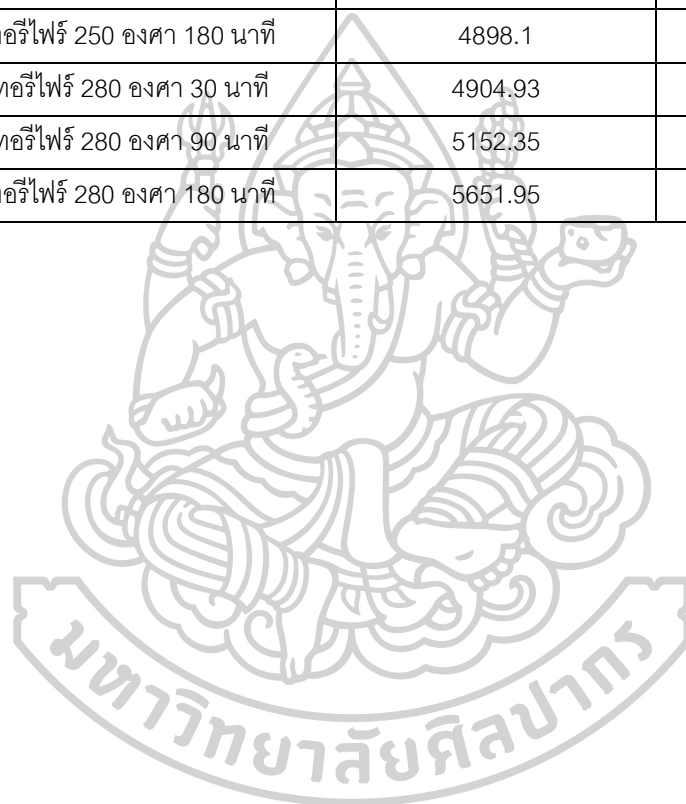 อรีไฟร์ 250 องศา 180 นาที 4898.1
ทอรีไฟร์ 280 องศา 30 นาที 4904.93
ทอรีไฟร์ 280 องศา 90 นาที 5152.35
อรีไฟร์ 280 องศา 180 นาที 5651.95
มหาวิทยาลัยศิลปากร